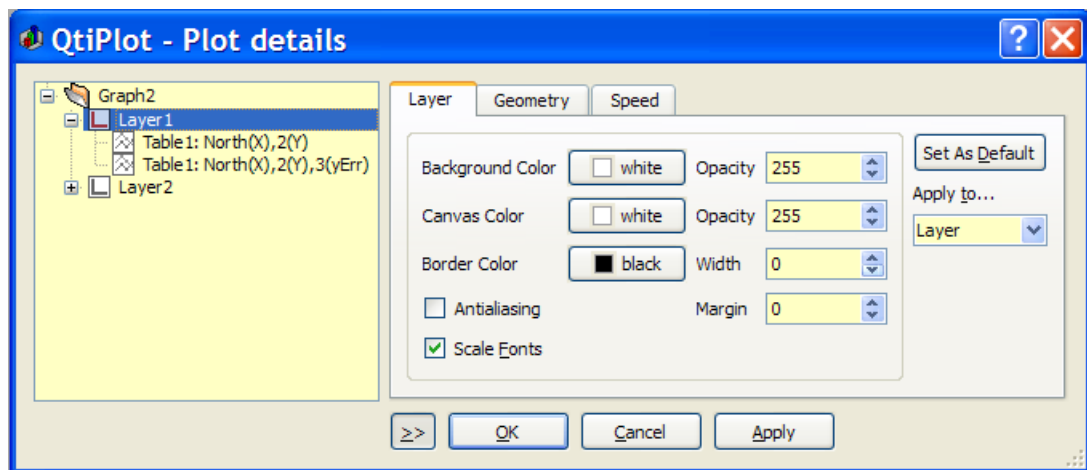 QtiPlot - Plot details
Graph2
Layer1
Table1: North(X),2(Y)
Table1: North(X),2(Y),3(yErr)
Layer2
Layer Geometry Speed
Background Color white Opacity 255
Canvas Color white Opacity 255
Border Color black Width 0
Antialiasing Margin 0
Scale Fonts
Set As Default
Apply to...
Layer
>> OK Cancel Apply